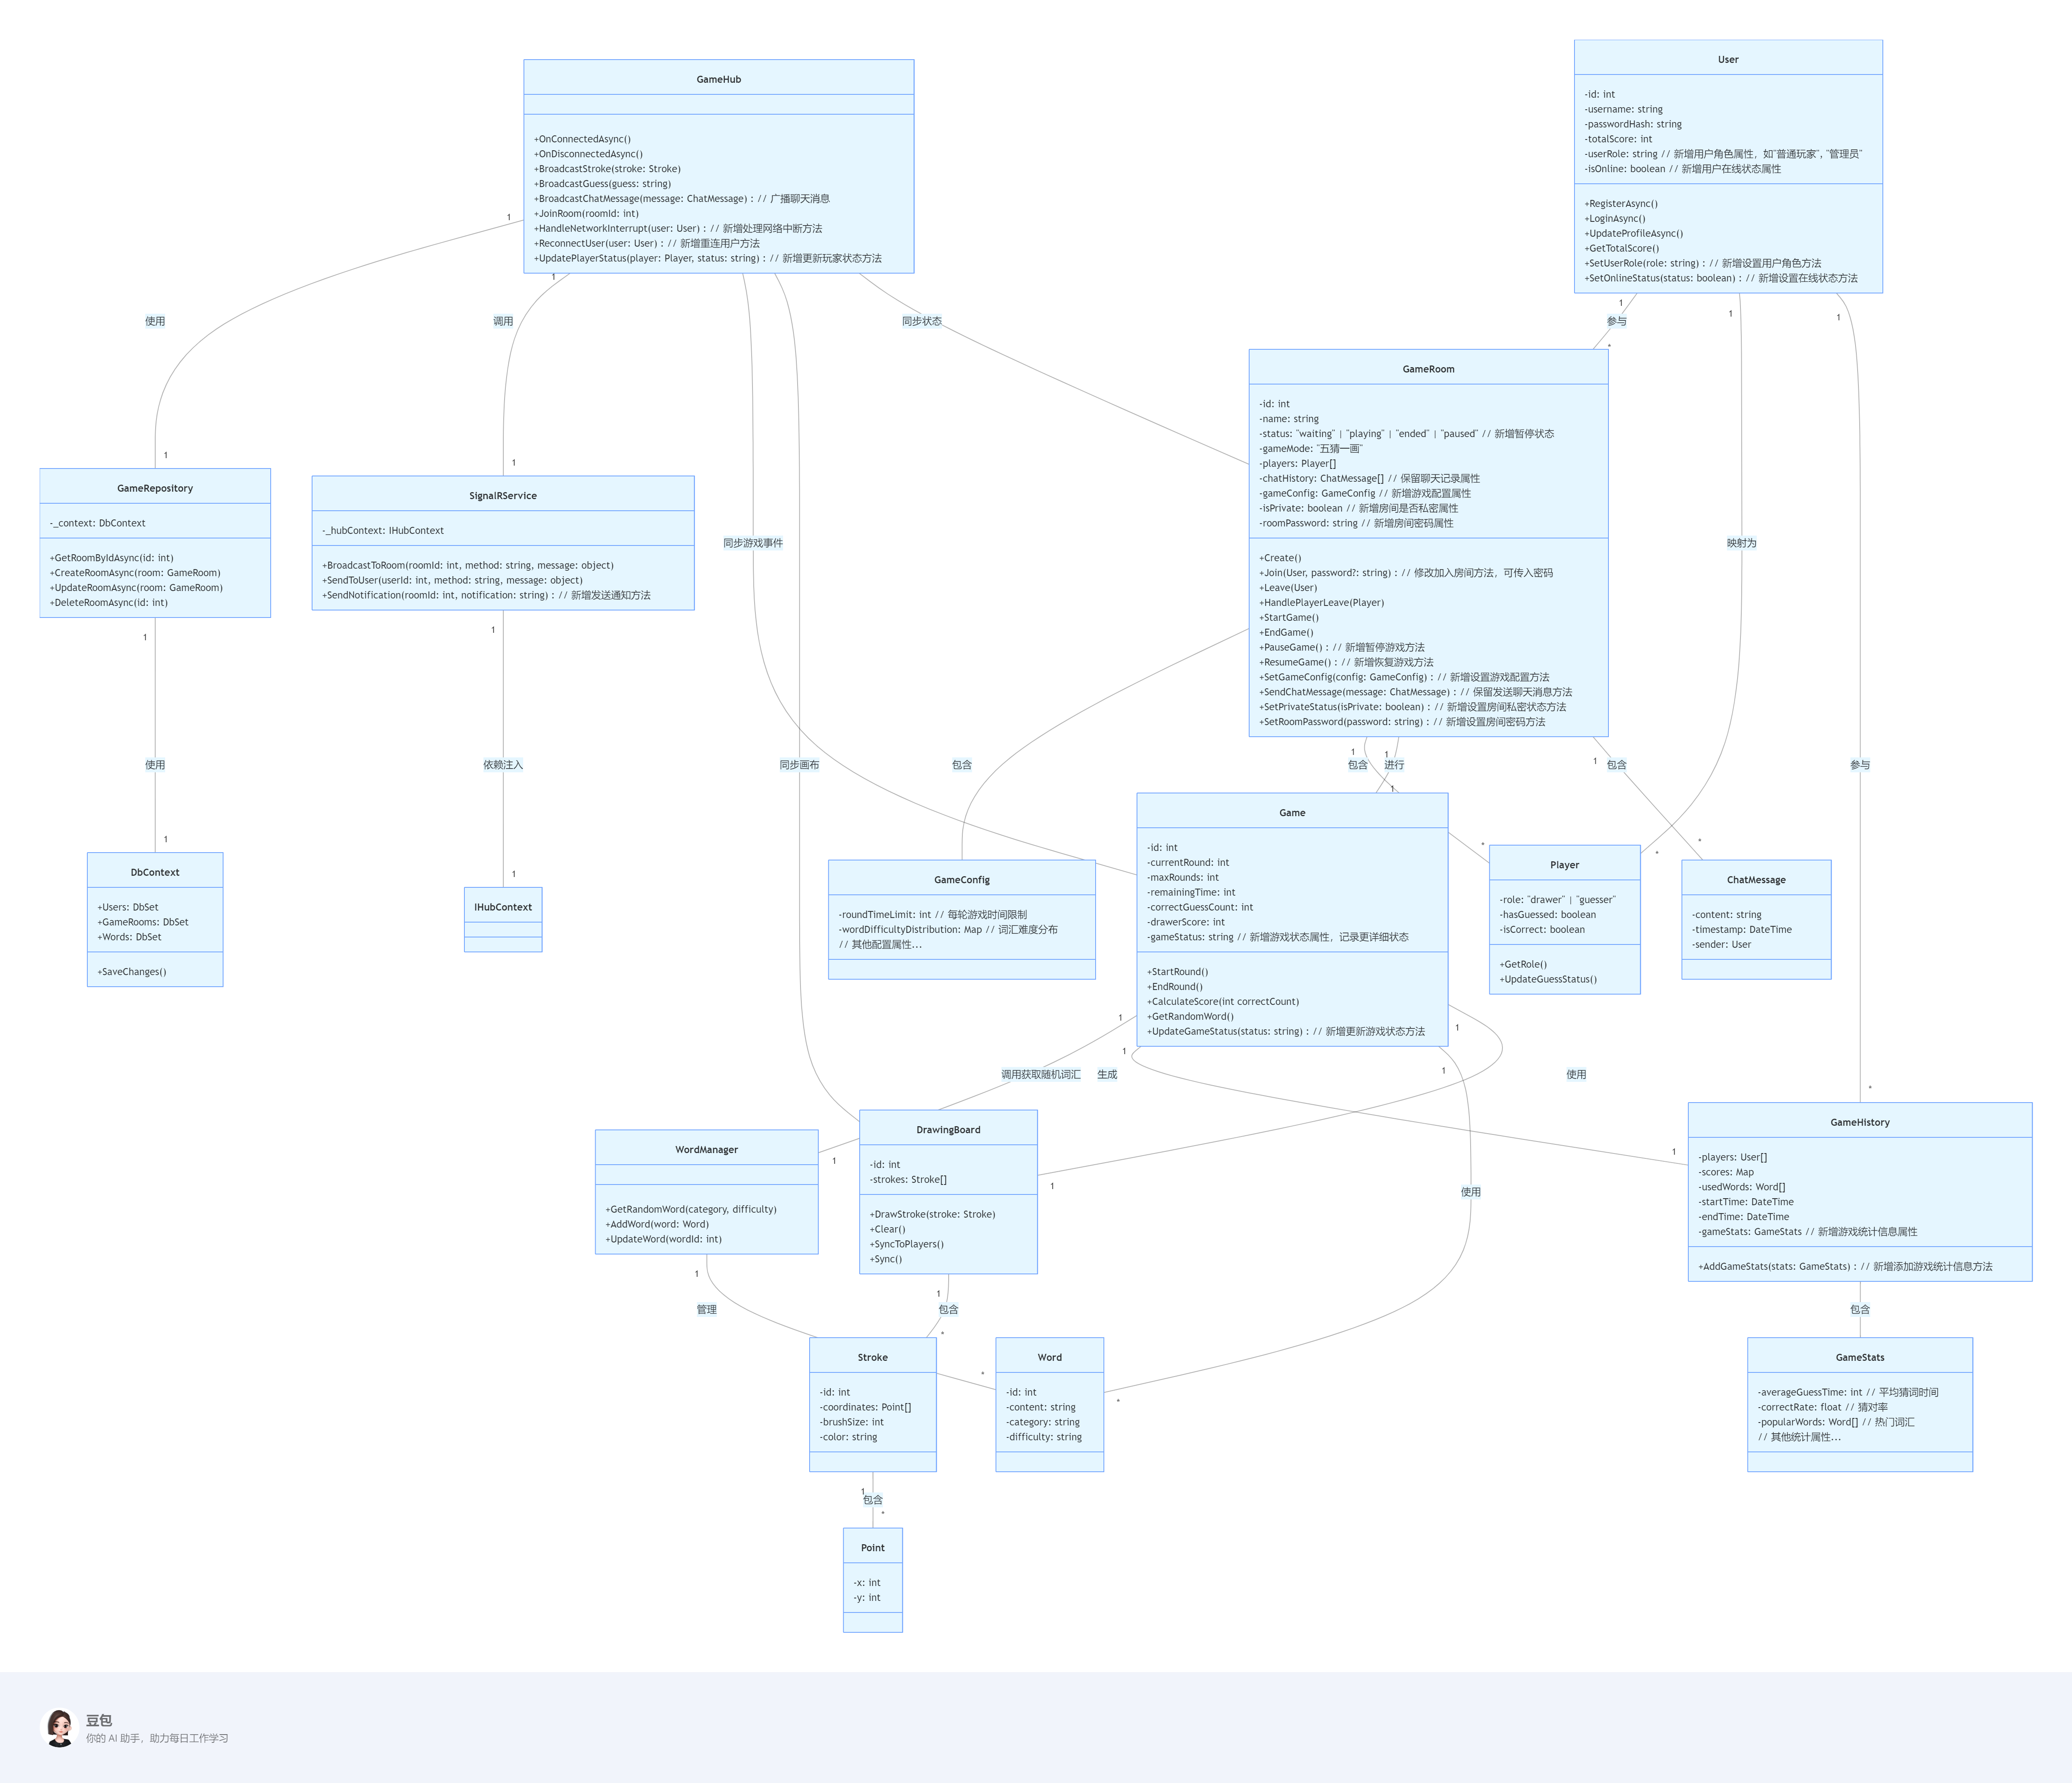 GameHub
+OnConnectedAsync()
+OnDisconnectedAsync()
+BroadcastStroke(stroke: Stroke)
+BroadcastGuess(guess: string)
+BroadcastChatMessage(message: ChatMessage) : // 广播聊天消息
+JoinRoom(roomId: int)
+HandleNetworkInterrupt(user: User) : // 新增处理网络中断方法
+ReconnectUser(user: User) : // 新增重连用户方法
+UpdatePlayerStatus(player: Player, status: string) : // 新增更新玩家状态方法
User
-id: int
-username: string
-passwordHash: string
-totalScore: int
-userRole: string // 新增用户角色属性，如"普通玩家", "管理员"
-isOnline: boolean // 新增用户在线状态属性
+RegisterAsync()
+LoginAsync()
+UpdateProfileAsync()
+GetTotalScore()
+SetUserRole(role: string) : // 新增设置用户角色方法
+SetOnlineStatus(status: boolean) : // 新增设置在线状态方法
1
1
1
1
1
使用
调用
同步状态
参与
*
GameRoom
-id: int
-name: string
-status: "waiting" | "playing" | "ended" | "paused" // 新增暂停状态
-gameMode: "五猜一画"
-players: Player[]
-chatHistory: ChatMessage[] // 保留聊天记录属性
-gameConfig: GameConfig // 新增游戏配置属性
-isPrivate: boolean // 新增房间是否私密属性
-roomPassword: string // 新增房间密码属性
+Create()
+Join(User, password?: string) : // 修改加入房间方法，可传入密码
+Leave(User)
+HandlePlayerLeave(Player)
+StartGame()
+EndGame()
+PauseGame() : // 新增暂停游戏方法
+ResumeGame() : // 新增恢复游戏方法
+SetGameConfig(config: GameConfig) : // 新增设置游戏配置方法
+SendChatMessage(message: ChatMessage) : // 保留发送聊天消息方法
+SetPrivateStatus(isPrivate: boolean) : // 新增设置房间私密状态方法
+SetRoomPassword(password: string) : // 新增设置房间密码方法
1
1
GameRepository
-_context: DbContext
+GetRoomByIdAsync(id: int)
+CreateRoomAsync(room: GameRoom)
+UpdateRoomAsync(room: GameRoom)
+DeleteRoomAsync(id: int)
SignalRService
-_hubContext: IHubContext
+BroadcastToRoom(roomId: int, method: string, message: object)
+SendToUser(userId: int, method: string, message: object)
+SendNotification(roomId: int, notification: string) : // 新增发送通知方法
同步游戏事件
映射为
1
1
1
1
1
使用
依赖注入
同步画布
包含
包含
进行
包含
参与
1
1
1
*
*
*
DbContext
+Users: DbSet
+GameRooms: DbSet
+Words: DbSet
+SaveChanges()
IHubContext
GameConfig
-roundTimeLimit: int // 每轮游戏时间限制
-wordDifficultyDistribution: Map // 词汇难度分布
// 其他配置属性...
Game
-id: int
-currentRound: int
-maxRounds: int
-remainingTime: int
-correctGuessCount: int
-drawerScore: int
-gameStatus: string // 新增游戏状态属性，记录更详细状态
+StartRound()
+EndRound()
+CalculateScore(int correctCount)
+GetRandomWord()
+UpdateGameStatus(status: string) : // 新增更新游戏状态方法
Player
-role: "drawer" | "guesser"
-hasGuessed: boolean
-isCorrect: boolean
+GetRole()
+UpdateGuessStatus()
ChatMessage
-content: string
-timestamp: DateTime
-sender: User
1
1
1
1
调用获取随机词汇
生成
使用
*
WordManager
+GetRandomWord(category, difficulty)
+AddWord(word: Word)
+UpdateWord(wordId: int)
1
DrawingBoard
-id: int
-strokes: Stroke[]
+DrawStroke(stroke: Stroke)
+Clear()
+SyncToPlayers()
+Sync()
1
使用
1
GameHistory
-players: User[]
-scores: Map
-usedWords: Word[]
-startTime: DateTime
-endTime: DateTime
-gameStats: GameStats // 新增游戏统计信息属性
+AddGameStats(stats: GameStats) : // 新增添加游戏统计信息方法
1
1
管理
包含
包含
*
*
*
Stroke
-id: int
-coordinates: Point[]
-brushSize: int
-color: string
Word
-id: int
-content: string
-category: string
-difficulty: string
GameStats
-averageGuessTime: int // 平均猜词时间
-correctRate: float // 猜对率
-popularWords: Word[] // 热门词汇
// 其他统计属性...
1
包含
*
Point
-x: int
-y: int
豆包
你的 AI 助手，助力每日工作学习